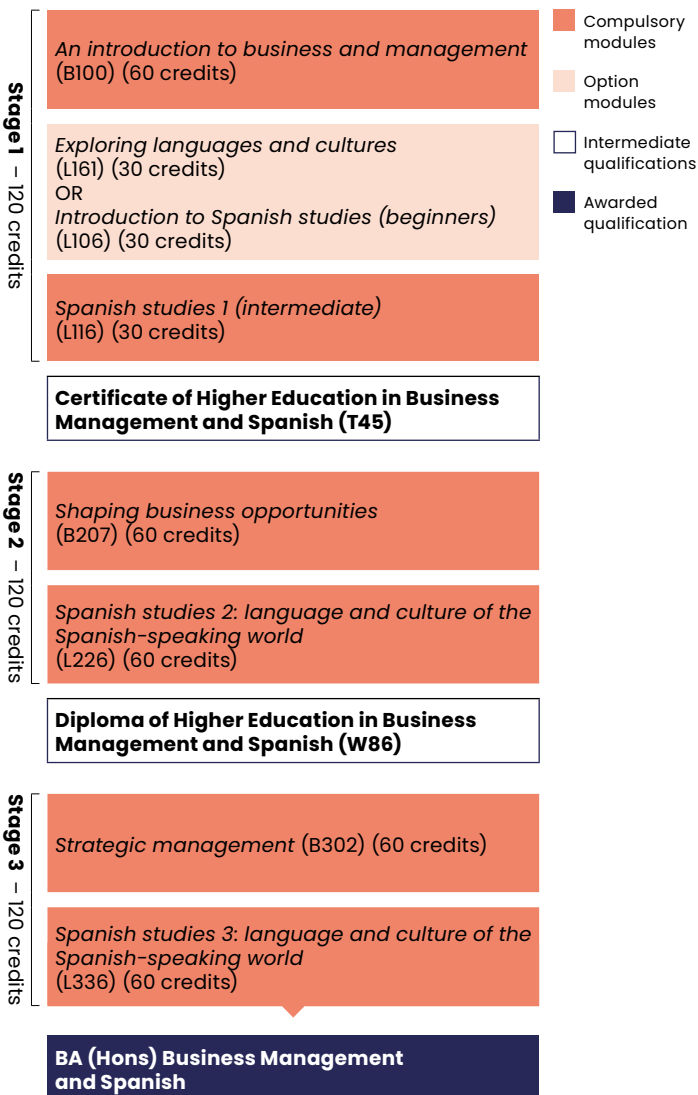 An introduction to business and management
(B100) (60 credits)
Exploring languages and cultures
(L161) (30 credits)
OR
Introduction to Spanish studies (beginners)
(L106) (30 credits)
Spanish studies 1 (intermediate)
(L116) (30 credits)
Stage 1 – 120 credits
Certificate of Higher Education in Business
Management and Spanish (T45)
Shaping business opportunities
(B207) (60 credits)
Spanish studies 2: language and culture of the
Spanish-speaking world
(L226) (60 credits)
Stage 2 – 120 credits
Diploma of Higher Education in Business
Management and Spanish (W86)
Strategic management (B302) (60 credits)
Spanish studies 3: language and culture of the
Spanish-speaking world
(L336) (60 credits)
Stage 3 – 120 credits
BA (Hons) Business Management
and Spanish
Compulsory
modules
Option
modules
Intermediate
qualifications
Awarded
qualification